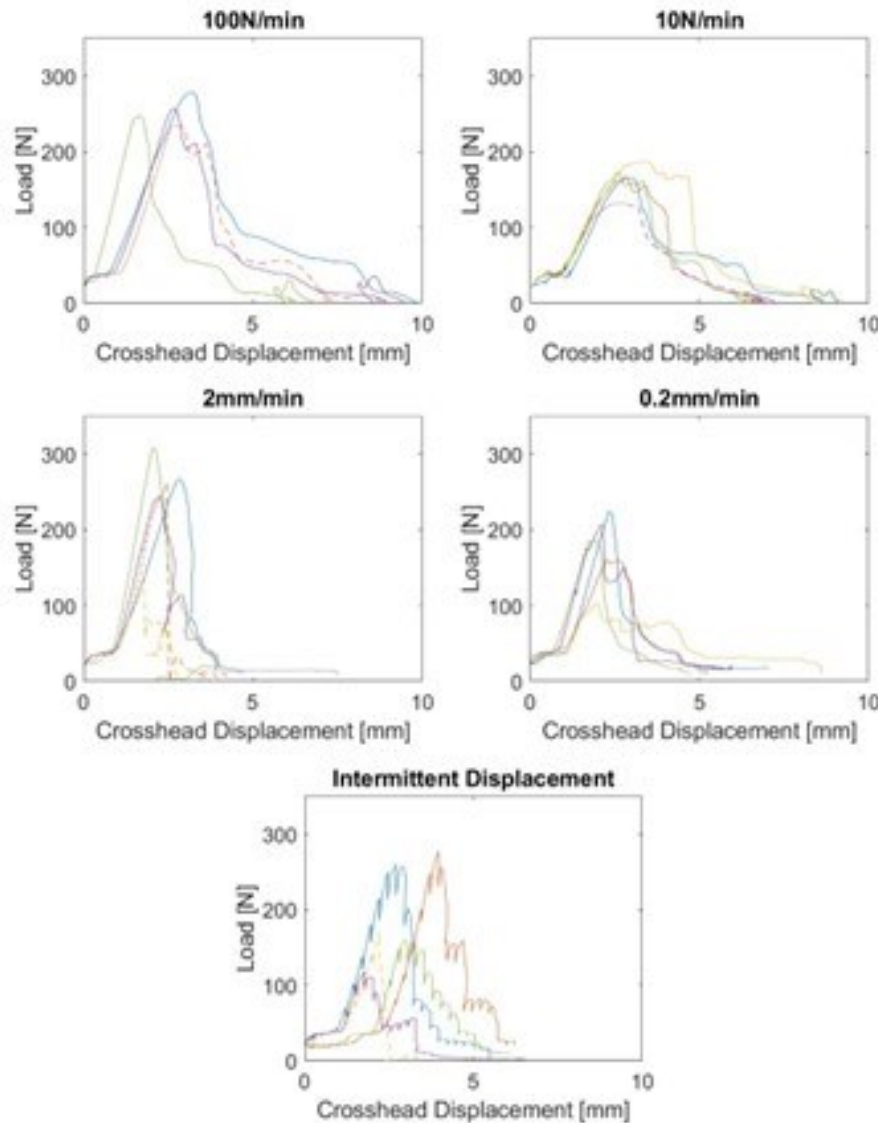 100N/min
10N/min
300
200
100
0
Load [N]
0 5 10
Crosshead Displacement [mm]
300
200
100
0
Load [N]
0 5 10
Crosshead Displacement [mm]
2mm/min
0.2mm/min
300
200
100
0
Load [N]
0 5 10
Crosshead Displacement [mm]
300
200
100
0
Load [N]
0 5 10
Crosshead Displacement [mm]
Intermittent Displacement
300
200
100
0
Load [N]
0 5 10
Crosshead Displacement [mm]